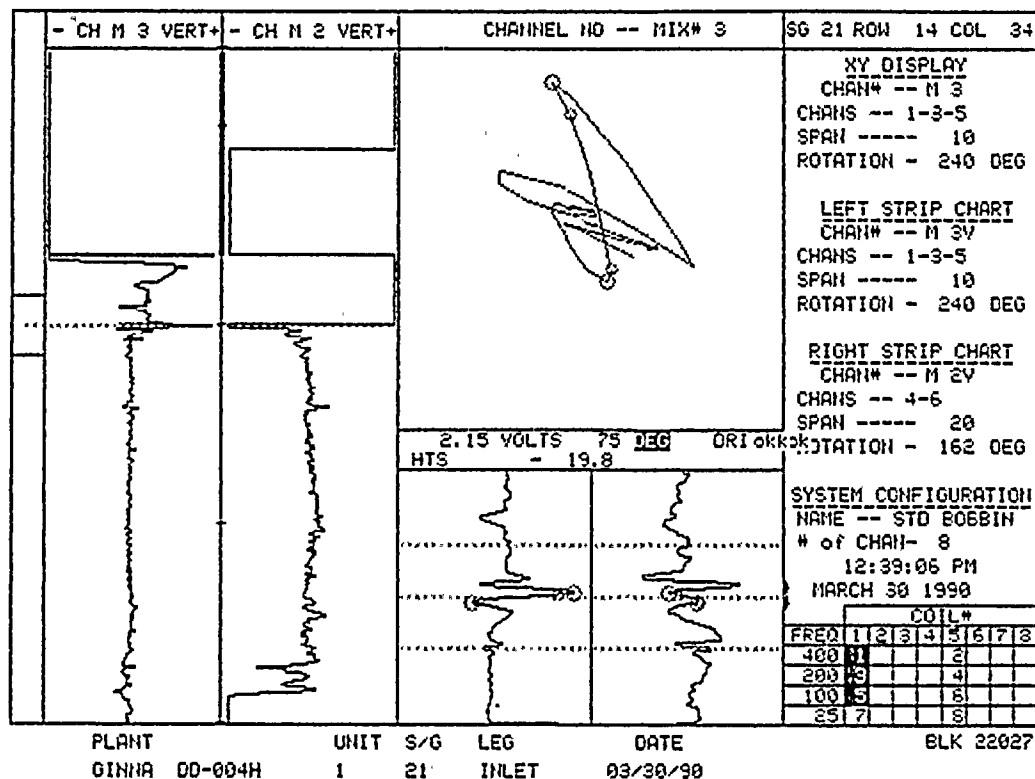 - CH M 3 VERT+ - CH M 2 VERT+ CHANNEL NO -- MIX# 3 SG 21 ROW 14 COL 34
XY DISPLAY
CHAN# -- M 3
CHANS -- 1-3-5
SPAN ----- 10
ROTATION - 240 DEG
LEFT STRIP CHART
CHAN# -- M 3V
CHANS -- 1-3-5
SPAN ----- 10
ROTATION - 240 DEG
RIGHT STRIP CHART
CHAN# -- M 2V
CHANS -- 4-6
SPAN ----- 20
ROTATION - 162 DEG
2.15 VOLTS 75 DEG ORI
HTS - 19.8
SYSTEM CONFIGURATION
NAME -- STD BOBBIN
# of CHAN- 8
12:39:06 PM
MARCH 30 1990
COIL#
FREQ 1 2 3 4 5 6 7 8
400 1 2
200 3 4
100 5 6
25 7 8
PLANT UNIT S/G LEG DATE BLK 22027
GINNA DD-004H 1 21 INLET 03/30/90